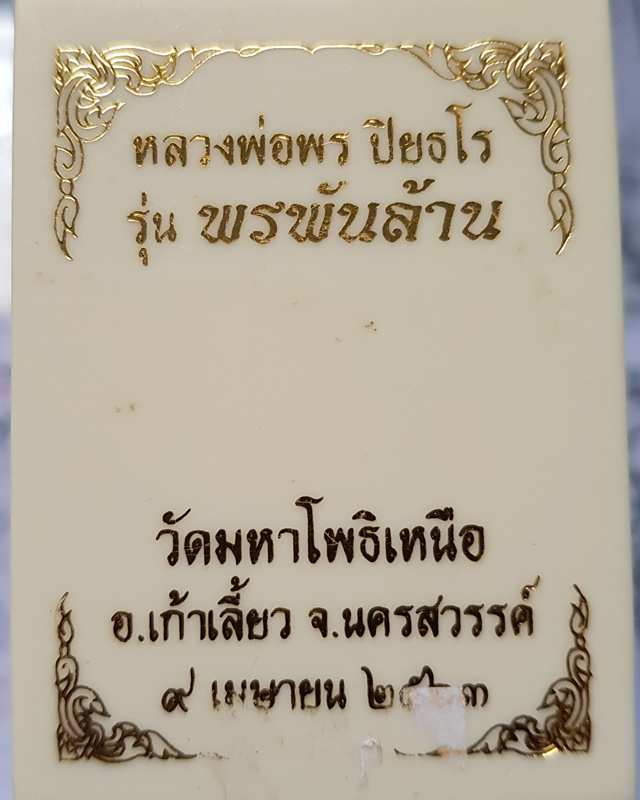 หลวงพ่อพร ปิยธโร
รุ่น พรพันล้าน
วัดมหาโพธิเหนือ
อ.เก้าเลี้ยว จ.นครสวรรค์
๙ เมษายน